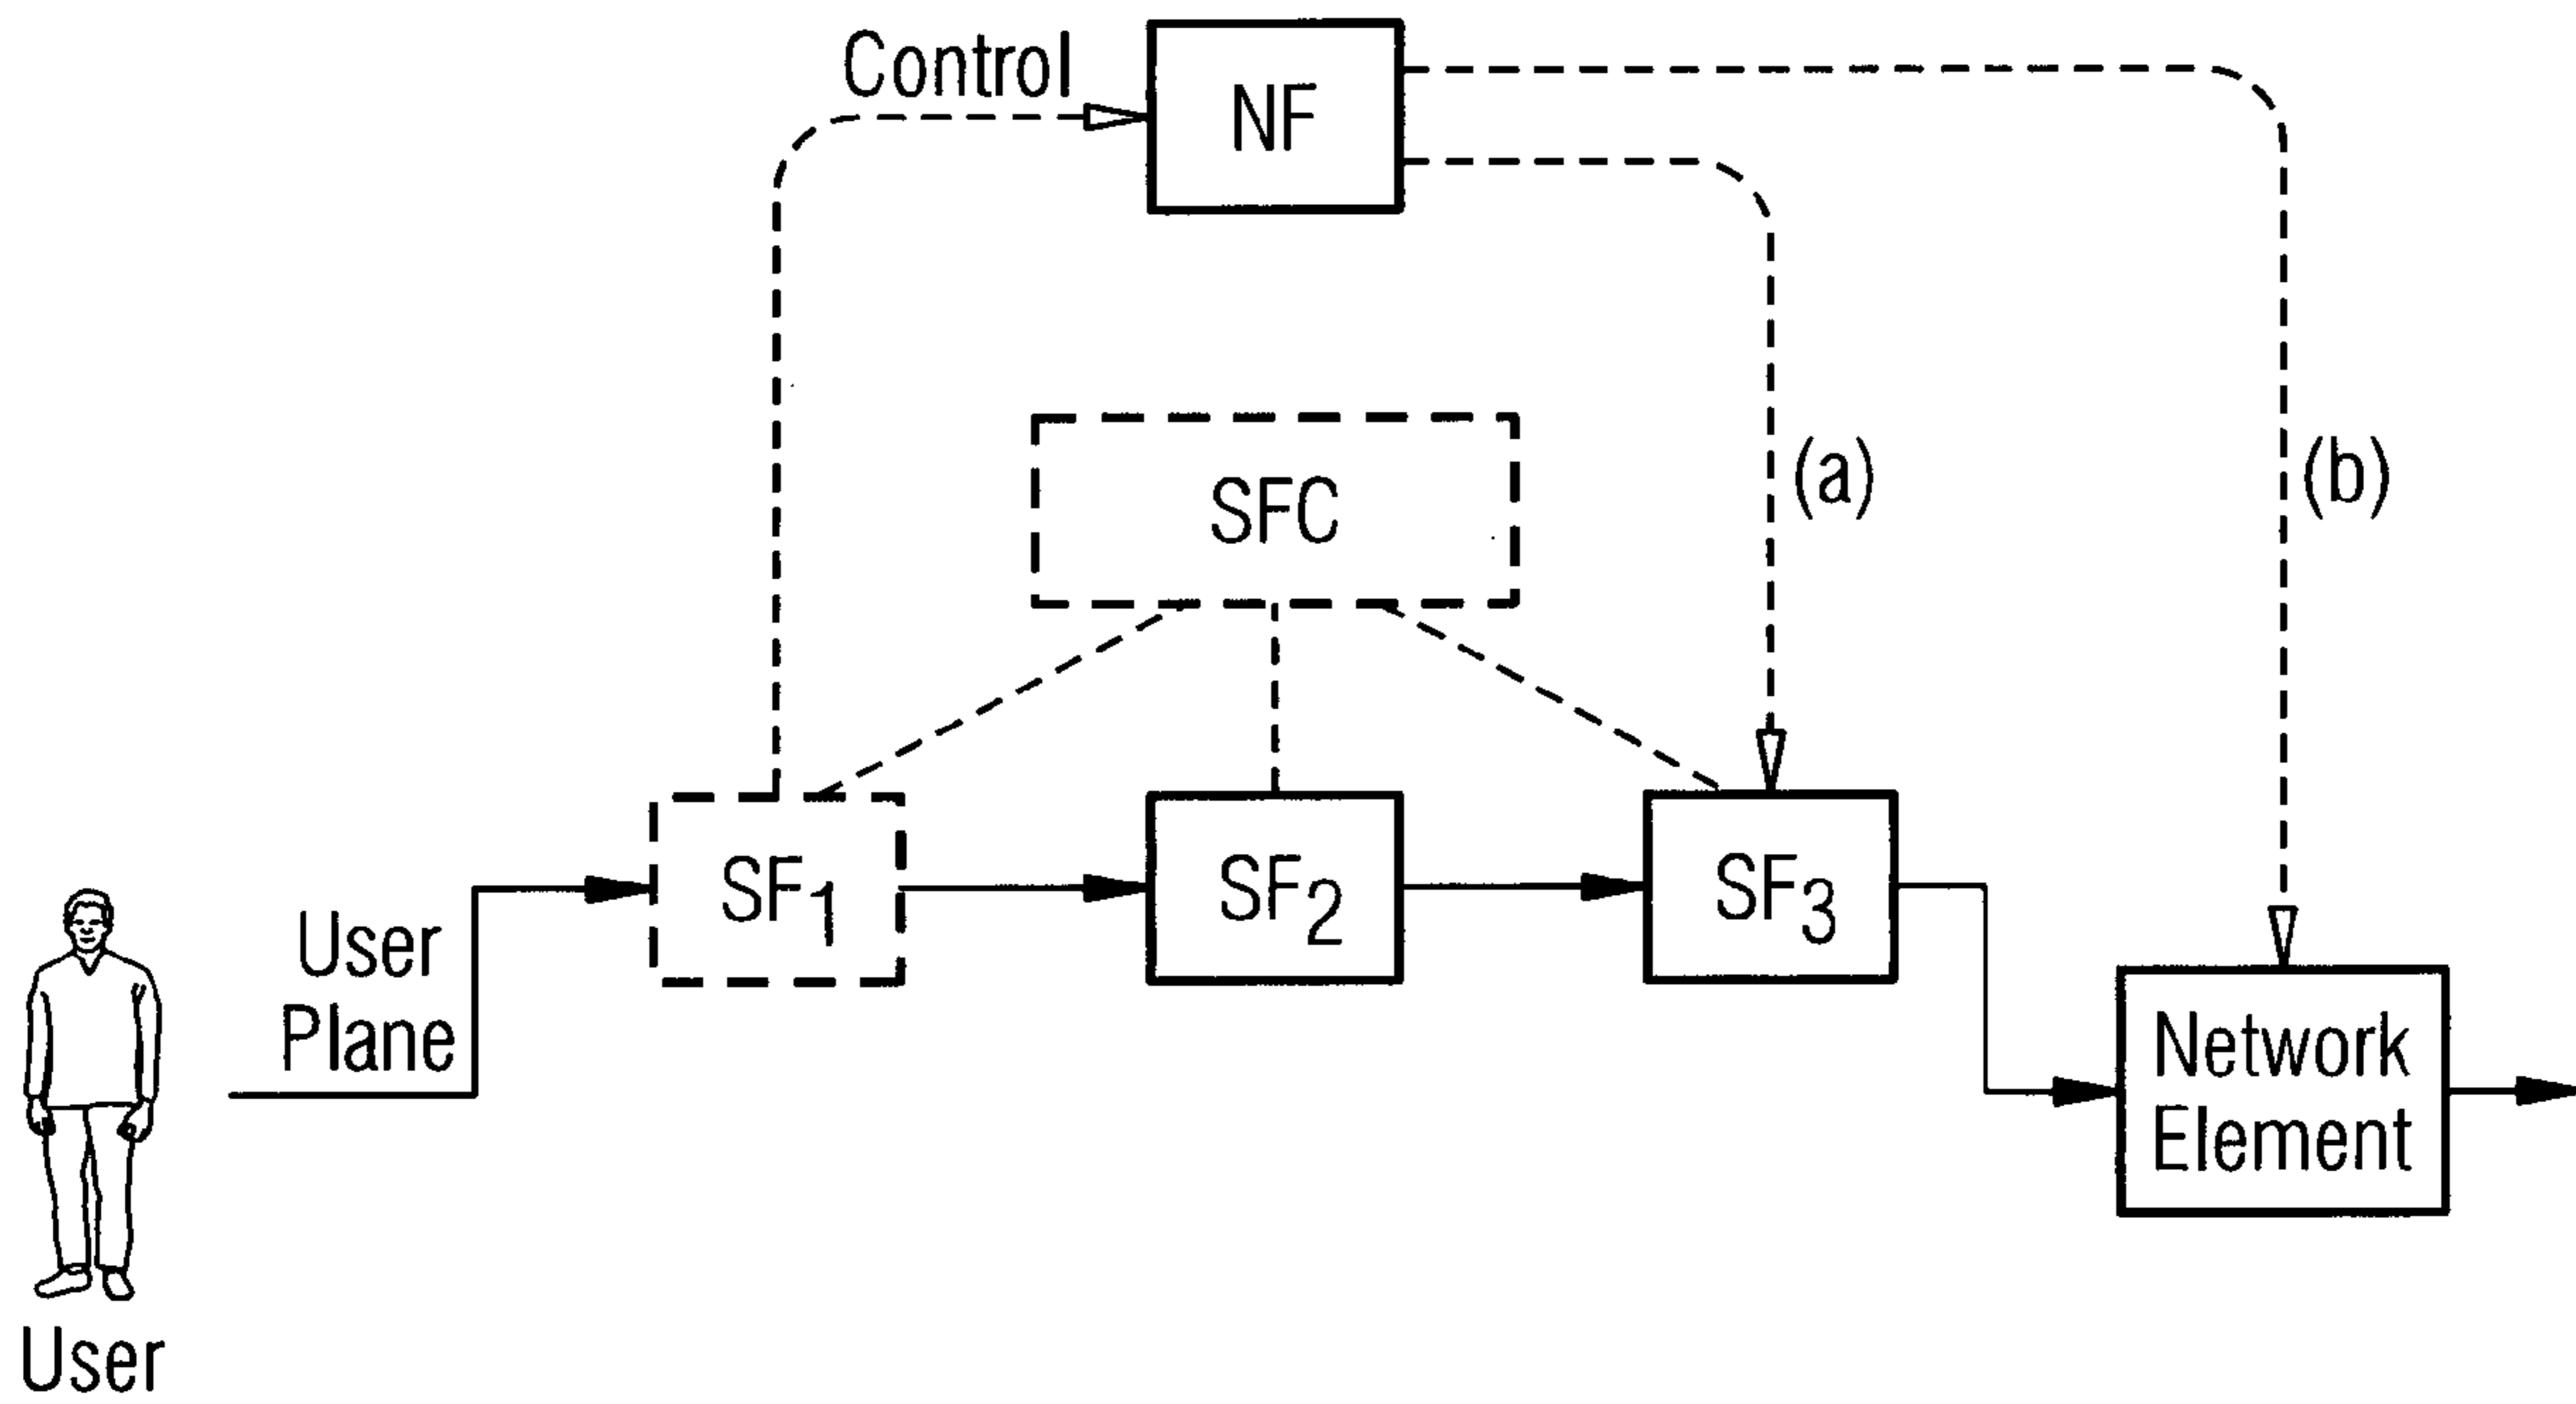 Control
NF
(a)
(b)
SFC
SF1
SF2
SF3
User
Plane
Network
Element
User